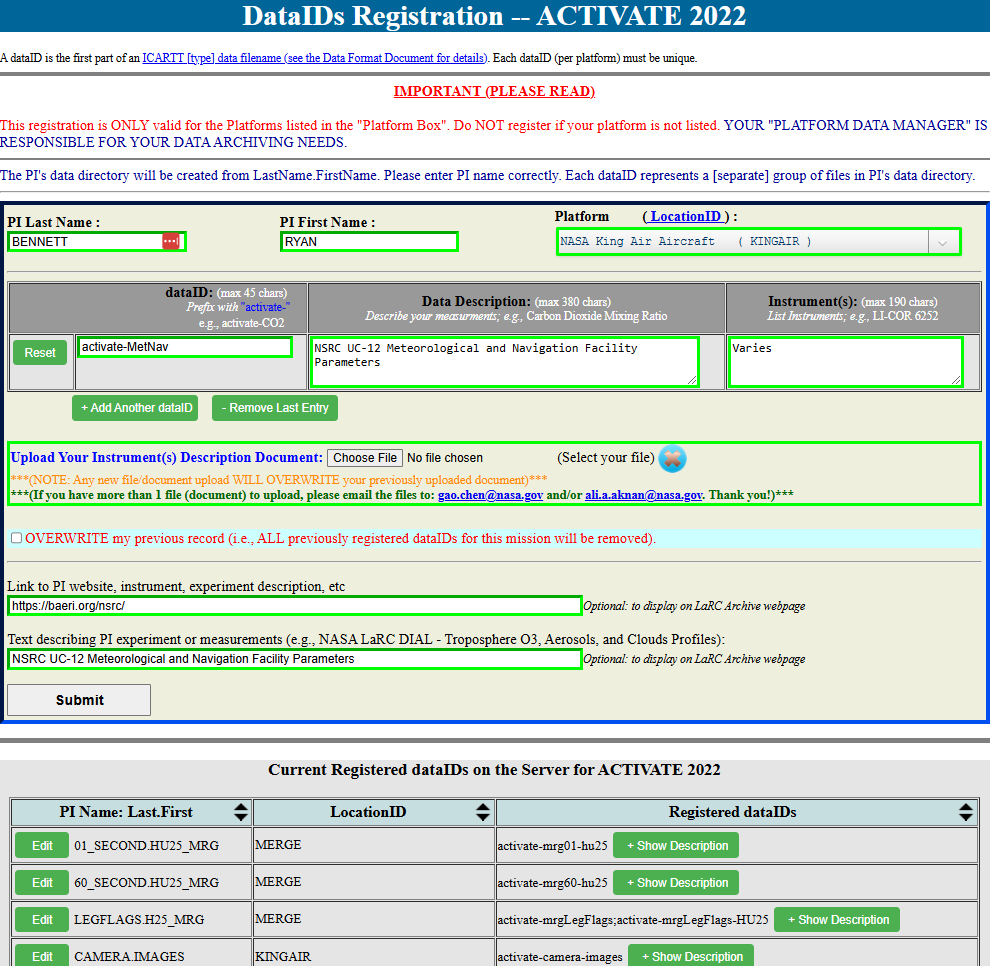 DataIDs Registration -- ACTIVATE 2022
A dataID is the first part of an ICARTT [type] data filename (see the Data Format Document for details). Each dataID (per platform) must be unique.
IMPORTANT (PLEASE READ)
This registration is ONLY valid for the Platforms listed in the "Platform Box". Do NOT register if your platform is not listed. YOUR "PLATFORM DATA MANAGER" IS
RESPONSIBLE FOR YOUR DATA ARCHIVING NEEDS.
The PI's data directory will be created from LastName.FirstName. Please enter PI name correctly. Each dataID represents a [separate] group of files in PI's data directory.
PI Last Name : PI First Name : Platform ( LocationID ) :
BENNETT RYAN NASA King Air Aircraft ( KINGAIR )
dataID: (max 45 chars)
Prefix with "activate-"
e.g., activate-CO2
Data Description: (max 380 chars)
Describe your measurments; e.g., Carbon Dioxide Mixing Ratio
Instrument(s): (max 190 chars)
List Instruments; e.g., LI-COR 6252
Reset
activate-MetNav
NSRC UC-12 Meteorological and Navigation Facility
Parameters
Varies
+ Add Another dataID - Remove Last Entry
Upload Your Instrument(s) Description Document: Choose File No file chosen (Select your file)
***(NOTE: Any new file/document upload WILL OVERWRITE your previously uploaded document)***
***(If you have more than 1 file (document) to upload, please email the files to: gao.chen@nasa.gov and/or ali.a.aknan@nasa.gov. Thank you!)***
OVERWRITE my previous record (i.e., ALL previously registered dataIDs for this mission will be removed).
Link to PI website, instrument, experiment description, etc
https://baeri.org/nsrc/ Optional: to display on LaRC Archive webpage
Text describing PI experiment or measurements (e.g., NASA LaRC DIAL - Troposphere O3, Aerosols, and Clouds Profiles):
NSRC UC-12 Meteorological and Navigation Facility Parameters Optional: to display on LaRC Archive webpage
Submit
Current Registered dataIDs on the Server for ACTIVATE 2022
PI Name: Last.First LocationID Registered dataIDs
Edit 01_SECOND.HU25_MRG MERGE activate-mrg01-hu25 + Show Description
Edit 60_SECOND.HU25_MRG MERGE activate-mrg60-hu25 + Show Description
Edit LEGFLAGS.H25_MRG MERGE activate-mrgLegFlags;activate-mrgLegFlags-HU25 + Show Description
Edit CAMERA.IMAGES KINGAIR activate-camera-images + Show Description